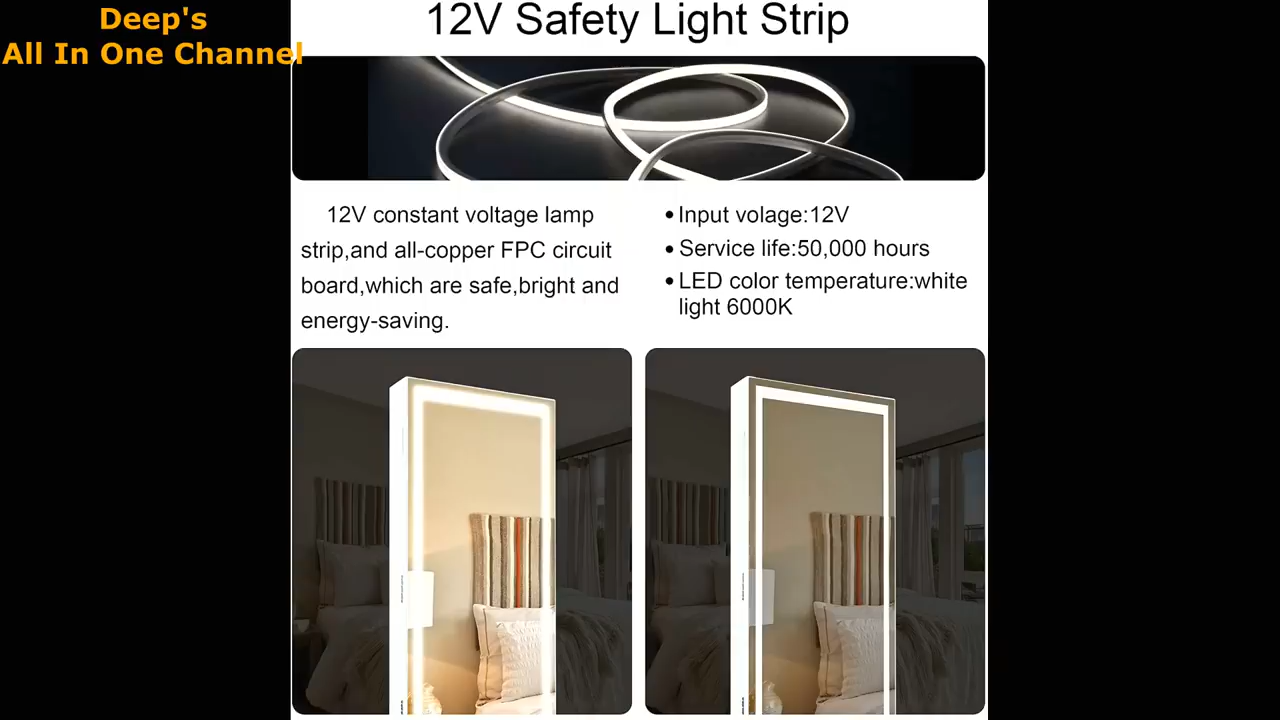 Deep's
All In One Channel
12V Safety Light Strip
12V constant voltage lamp
strip,and all-copper FPC circuit
board,which are safe,bright and
energy-saving.
•Input volage:12V
•Service life:50,000 hours
•LED color temperature:white
light 6000K